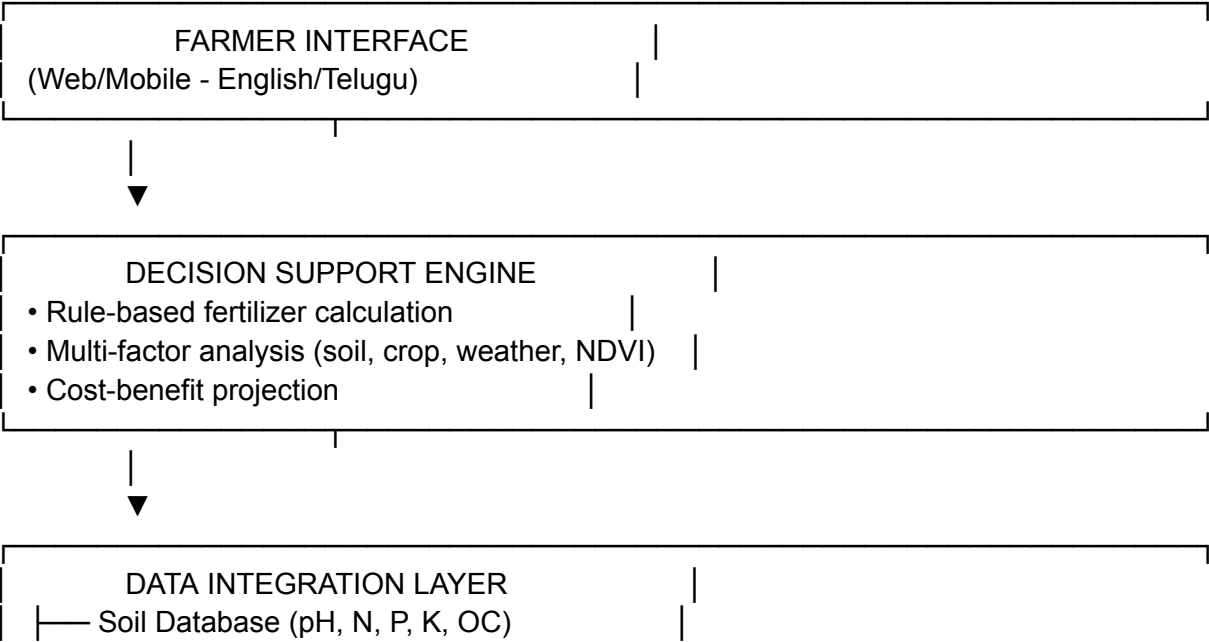 FARMER INTERFACE
(Web/Mobile - English/Telugu)
DECISION SUPPORT ENGINE
• Rule-based fertilizer calculation
• Multi-factor analysis (soil, crop, weather, NDVI)
• Cost-benefit projection
DATA INTEGRATION LAYER
├── Soil Database (pH, N, P, K, OC)